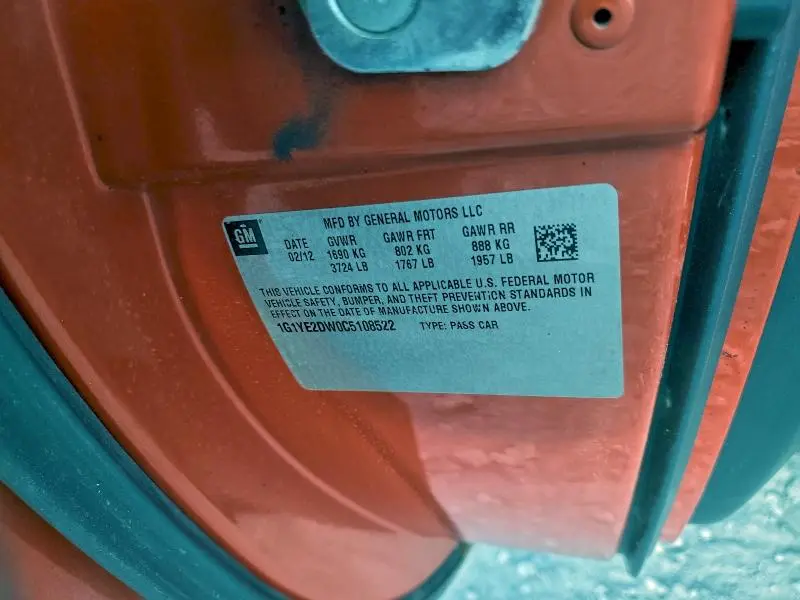 GM
MFD BY GENERAL MOTORS LLC
DATE GVWR GAWR FRT GAWR RR
02/12 1690 KG 802 KG 888 KG
3724 LB 1767 LB 1957 LB
THIS VEHICLE CONFORMS TO ALL APPLICABLE U.S. FEDERAL MOTOR
VEHICLE SAFETY, BUMPER, AND THEFT PREVENTION STANDARDS IN
EFFECT ON THE DATE OF MANUFACTURE SHOWN ABOVE.
1G1YE2DW0C5108522 TYPE: PASS CAR